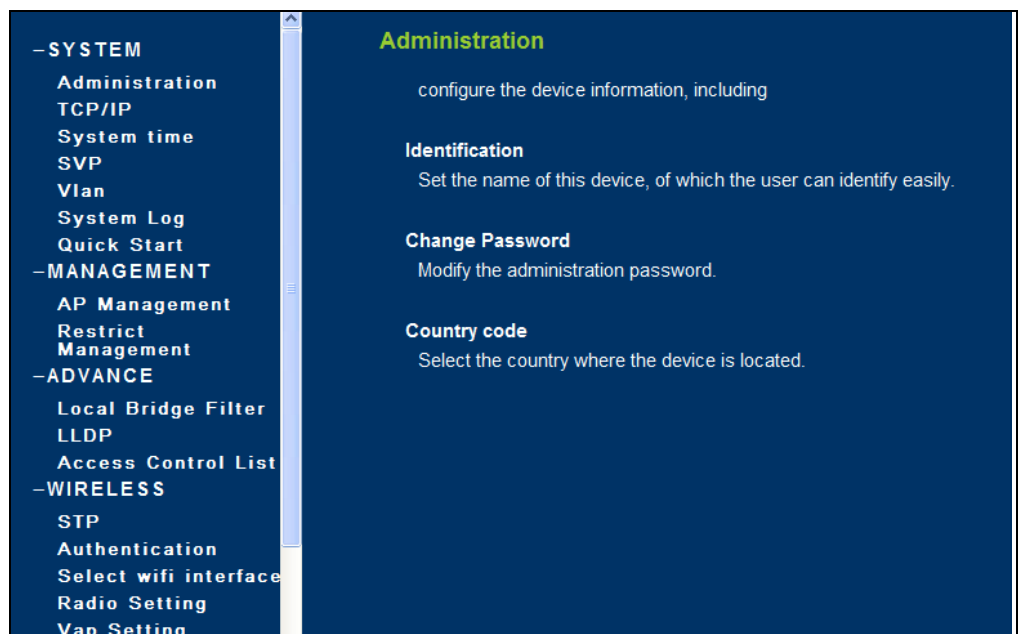 –SYSTEM
Administration
TCP/IP
System time
SVP
Vlan
System Log
Quick Start
–MANAGEMENT
AP Management
Restrict
Management
–ADVANCE
Local Bridge Filter
LLDP
Access Control List
–WIRELESS
STP
Authentication
Select wifi interface
Radio Setting
Vap Setting
Administration
configure the device information, including
Identification
Set the name of this device, of which the user can identify easily.
Change Password
Modify the administration password.
Country code
Select the country where the device is located.